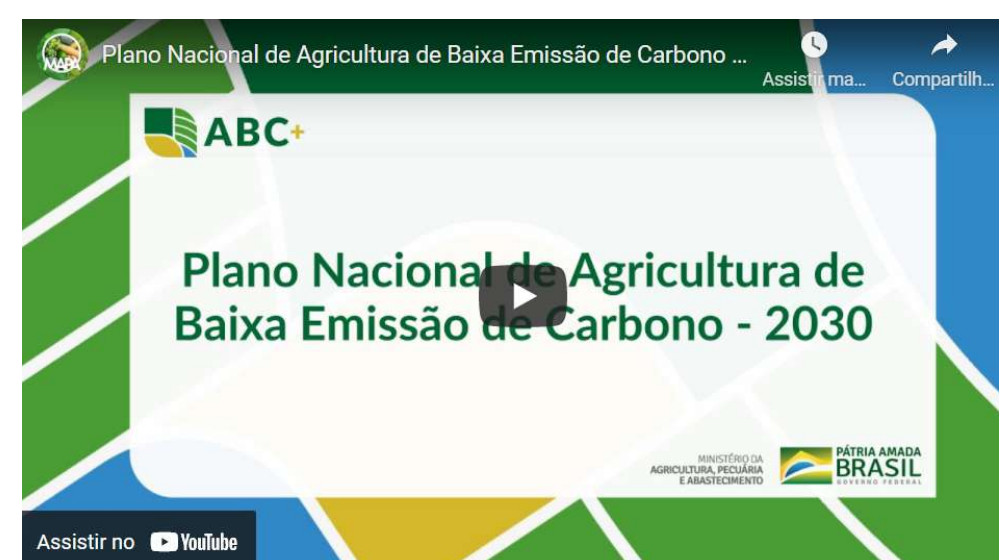 MAPA
Plano Nacional de Agricultura de Baixa Emissão de Carbono ...
Assistir ma...
Compartilh...
ABC+
Plano Nacional de Agricultura de
Baixa Emissão de Carbono - 2030
MINISTÉRIO DA
AGRICULTURA, PECUÁRIA
E ABASTECIMENTO
PÁTRIA AMADA
BRASIL
GOVERNO FEDERAL
Assistir no YouTube